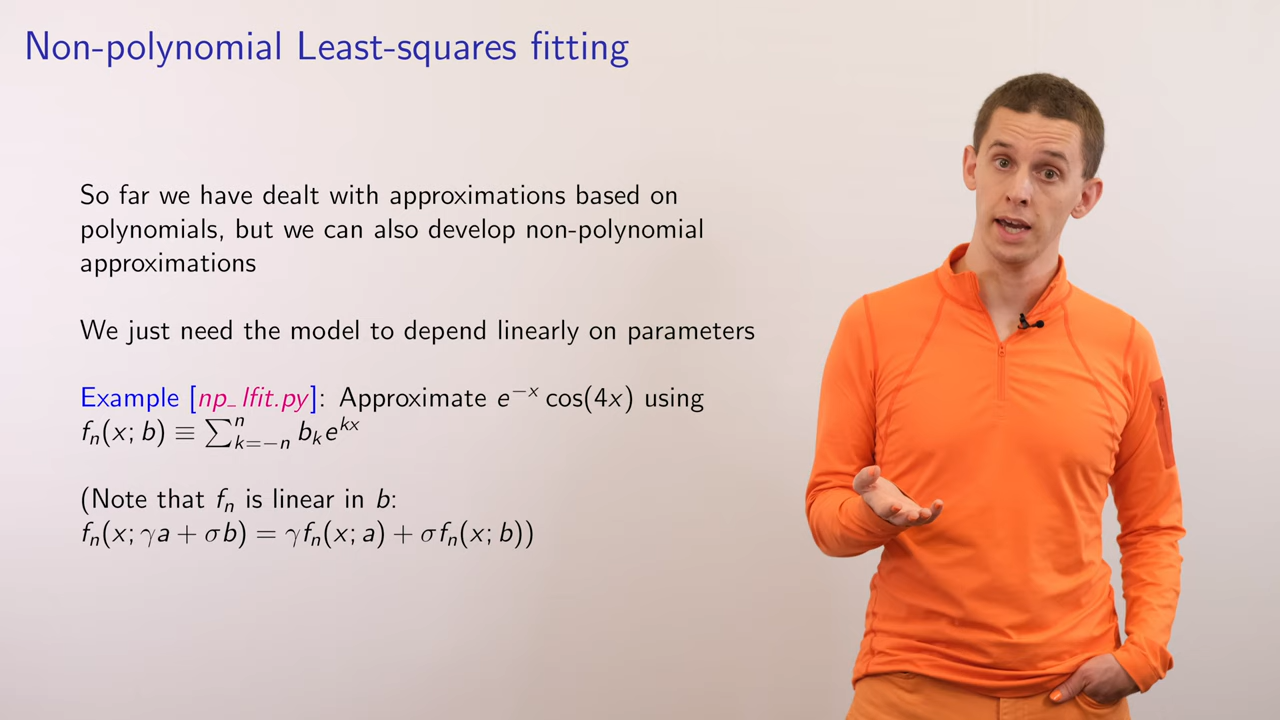 Non-polynomial Least-squares fitting
So far we have dealt with approximations based on
polynomials, but we can also develop non-polynomial
approximations
We just need the model to depend linearly on parameters
Example [np_lfit.py]: Approximate e^{−x} cos(4x) using
f_n(x; b) ≡ ∑_{k=−n}^{n} b_k e^{kx}
(Note that f_n is linear in b:
f_n(x; γa + σb) = γf_n(x; a) + σf_n(x; b))